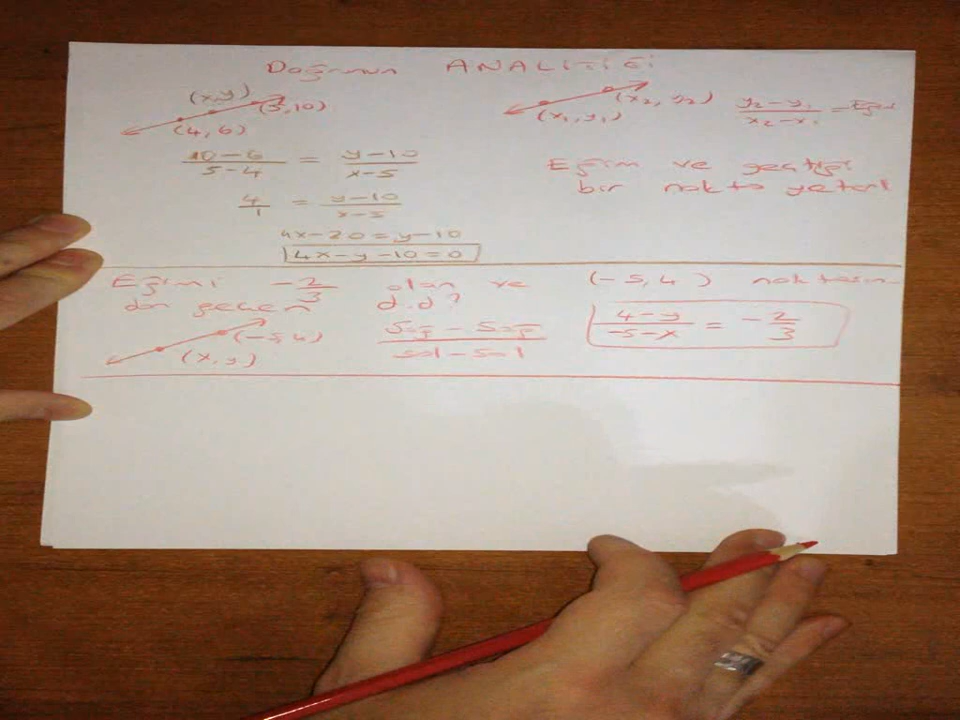 Doğrunun ANALİTİĞİ
(x,y) (5,10)
(4,6)
(x₂, y₂)
(x₁, y₁)
y₂-y₁ / x₂-x₁ = Eğim
10-6 / 5-4 = y-10 / x-5
Eğim ve geçtiği
bir nokta yeterli
4/1 = y-10 / x-5
4x-20=y-10
4x-y-10=0
Eğimi -2/3 olan ve (-5,4) noktasın
dan geçen d.d?
(-5,4)
(x,y)
Sağ - Sağ / Sol - Sol
4-y / -5-x = -2/3